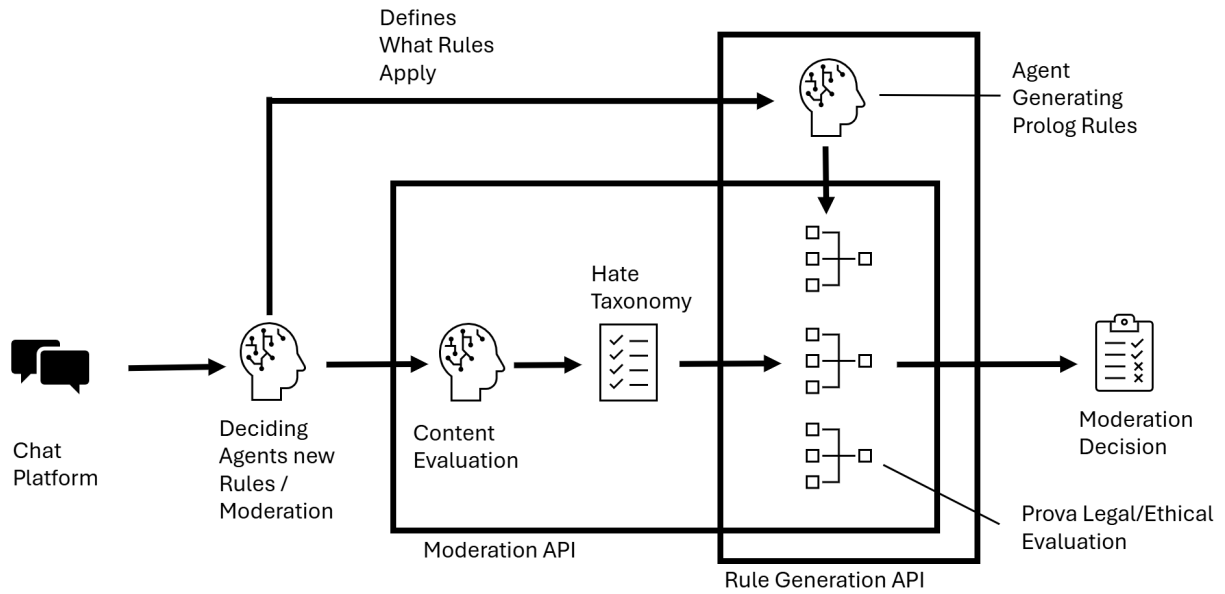 Defines
What Rules
Apply
Agent
Generating
Prolog Rules
Hate
Taxonomy
Chat
Platform
Deciding
Agents new
Rules /
Moderation
Content
Evaluation
Moderation
Decision
Prova Legal/Ethical
Evaluation
Moderation API
Rule Generation API